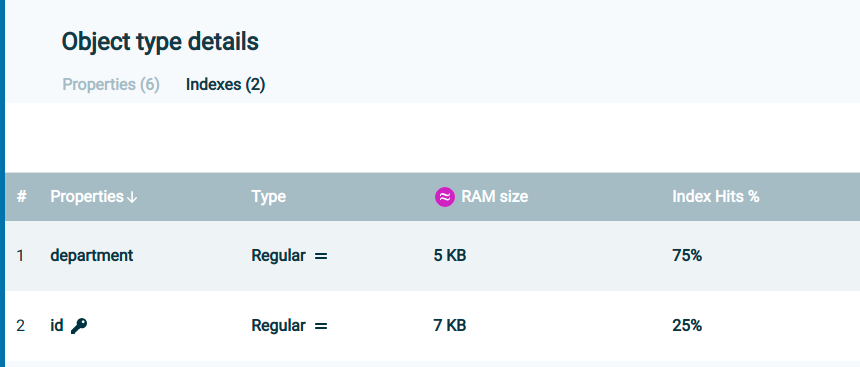 Object type details
Properties (6) Indexes (2)
# Properties↓ Type ≈ RAM size Index Hits %
1 department Regular = 5 KB 75%
2 id Regular = 7 KB 25%